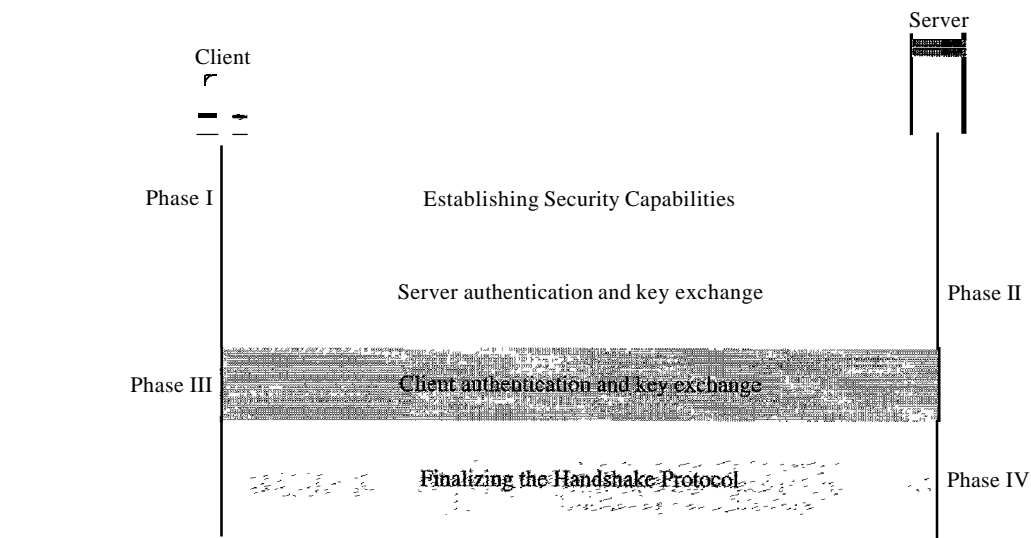 Server
Client
Phase I
Establishing Security Capabilities
Server authentication and key exchange
Phase II
Phase III
Client authentication and key exchange
Finalizing the Handshake Protocol
Phase IV